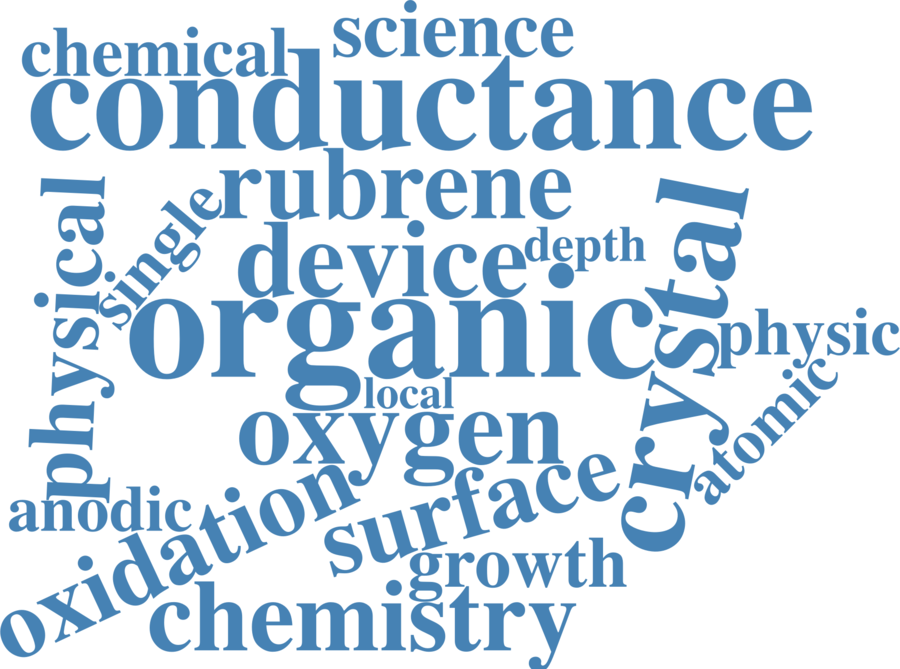 science
chemical
conductance
rubrene
physical
single
device
depth
crystal
organic
physic
local
atomic
oxygen
surface
oxidation
anodic
growth
chemistry